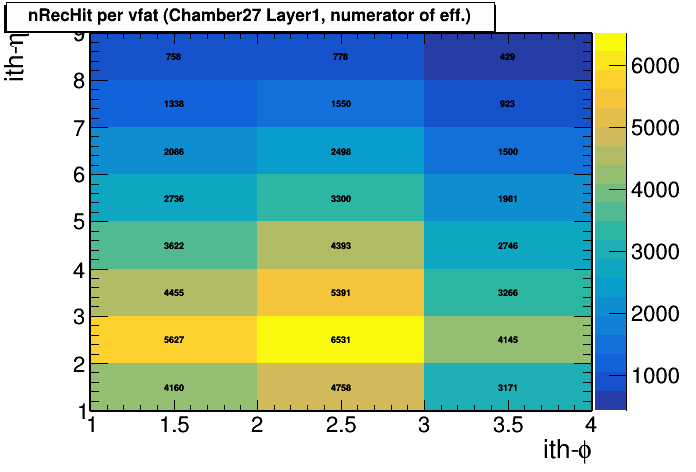 nRecHit per vfat (Chamber27 Layer1, numerator of eff.)
ith-η
9
8
7
6
5
4
3
2
1
758 778 429
1338 1550 923
2086 2498 1500
2736 3300 1981
3622 4393 2746
4455 5391 3266
5627 6531 4145
4160 4758 3171
1 1.5 2 2.5 3 3.5 4
ith-ϕ
6000
5000
4000
3000
2000
1000